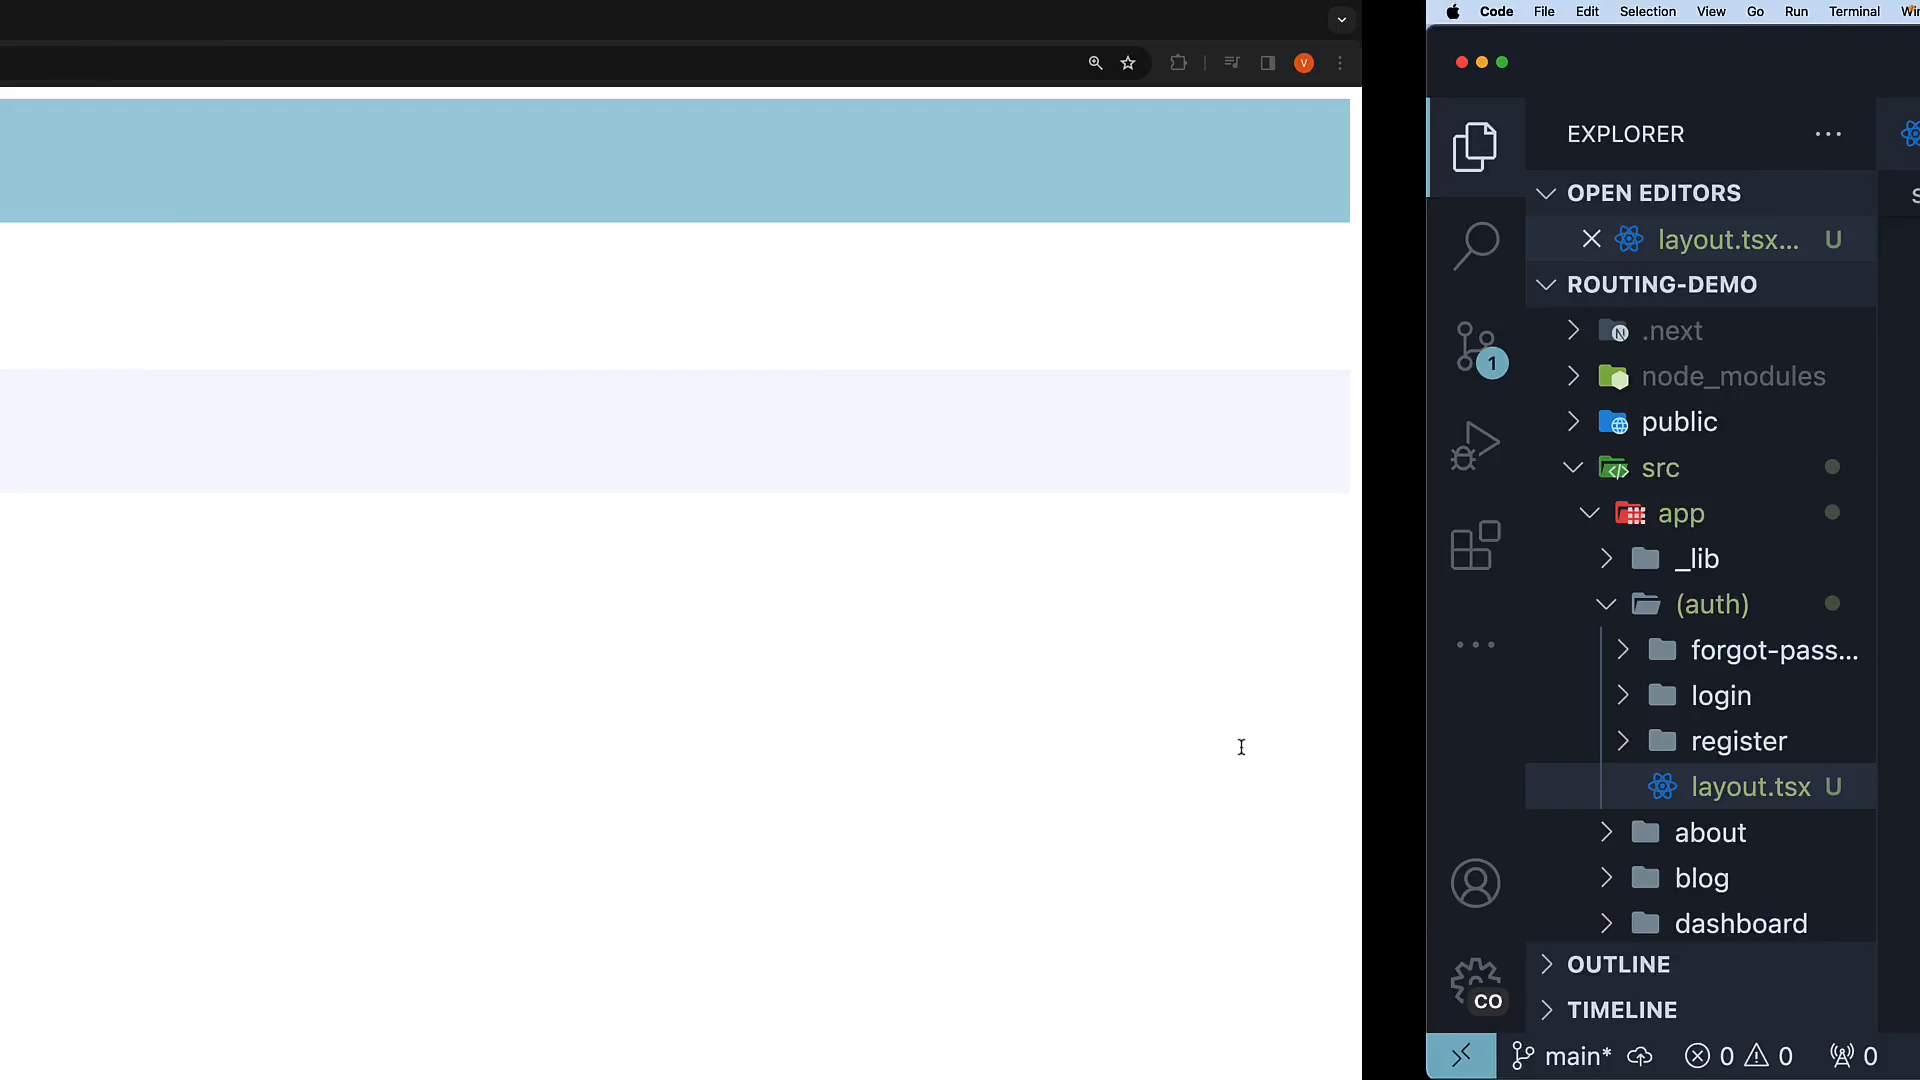 Code File Edit Selection View Go Run Terminal
V
EXPLORER
OPEN EDITORS
layout.tsx... U
ROUTING-DEMO
.next
node_modules
1
public
src
app
_lib
(auth)
forgot-pass...
login
register
layout.tsx U
about
blog
dashboard
OUTLINE
CO
TIMELINE
main* 0 0 0